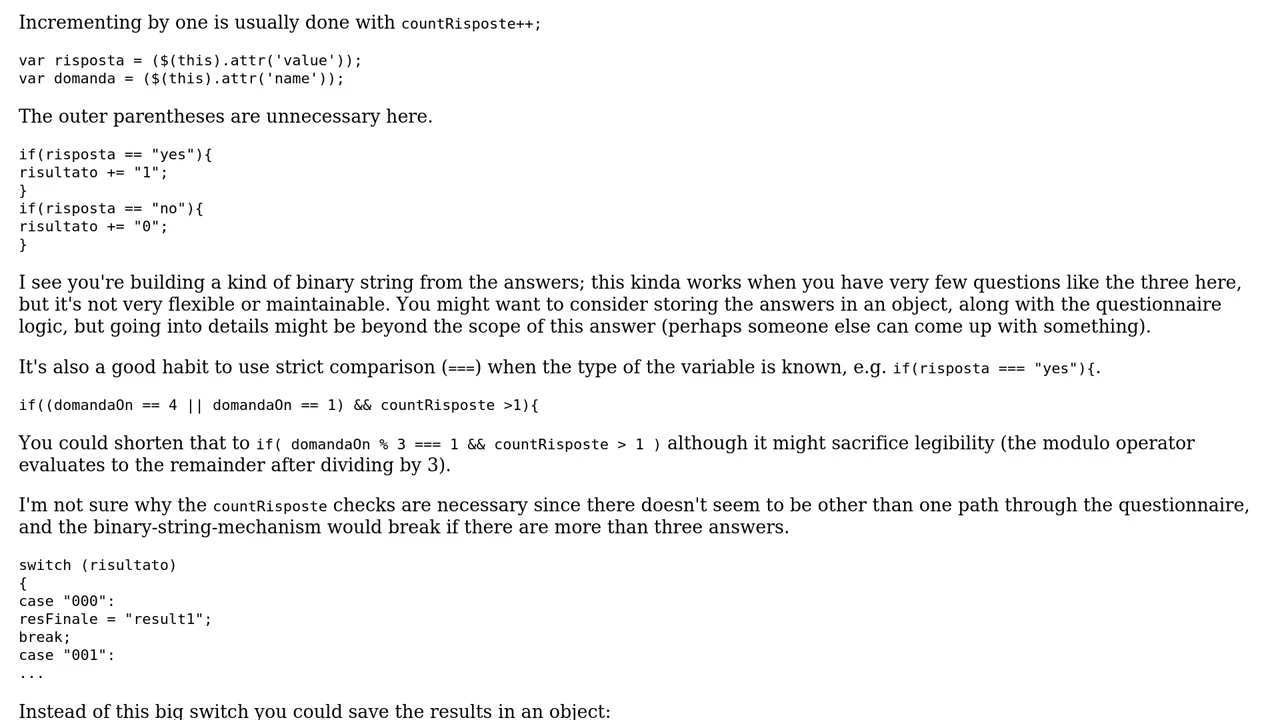 Incrementing by one is usually done with countRisposte++;
var risposta = ($(this).attr('value'));
var domanda = ($(this).attr('name'));
The outer parentheses are unnecessary here.
if(risposta == "yes"){
risultato += "1";
}
if(risposta == "no"){
risultato += "0";
}
I see you're building a kind of binary string from the answers; this kinda works when you have very few questions like the three here,
but it's not very flexible or maintainable. You might want to consider storing the answers in an object, along with the questionnaire
logic, but going into details might be beyond the scope of this answer (perhaps someone else can come up with something).
It's also a good habit to use strict comparison (===) when the type of the variable is known, e.g. if(risposta === "yes"){.
if((domandaOn == 4 || domandaOn == 1) && countRisposte >1){
You could shorten that to if( domandaOn % 3 === 1 && countRisposte > 1 ) although it might sacrifice legibility (the modulo operator
evaluates to the remainder after dividing by 3).
I'm not sure why the countRisposte checks are necessary since there doesn't seem to be other than one path through the questionnaire,
and the binary-string-mechanism would break if there are more than three answers.
switch (risultato)
{
case "000":
resFinale = "result1";
break;
case "001":
...
Instead of this big switch you could save the results in an object: